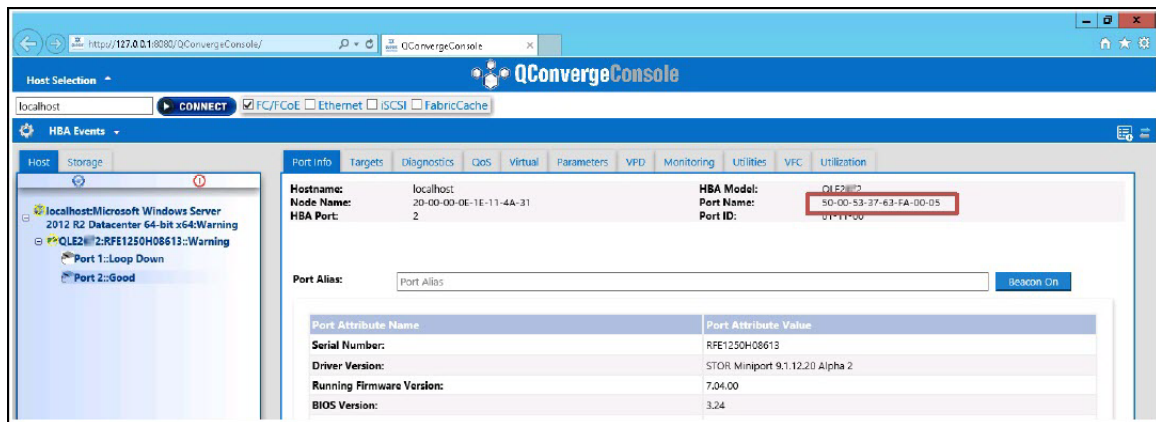 http://127.0.0.1:8080/QConvergeConsole/
QConvergeConsole
Host Selection
QConvergeConsole
localhost
CONNECT
FC/FCoE Ethernet iSCSI FabricCache
HBA Events
Host Storage
Port Info Targets Diagnostics QoS Virtual Parameters VPD Monitoring Utilities VFC Utilization
localhost:Microsoft Windows Server
2012 R2 Datacenter 64-bit x64:Warning
Port 1::Loop Down
Port 2::Good
Hostname: localhost HBA Model:
Node Name: 20-00-00-0E-1E-11-4A-31 Port Name: 50-00-53-37-63-FA-00-05
HBA Port: 2 Port ID: 01-11-00
Port Alias: Port Alias Beacon On
Port Attribute Name Port Attribute Value
Serial Number: RFE1250H08613
Driver Version: STOR Miniport 9.1.12.20 Alpha 2
Running Firmware Version: 7.04.00
BIOS Version: 3.24